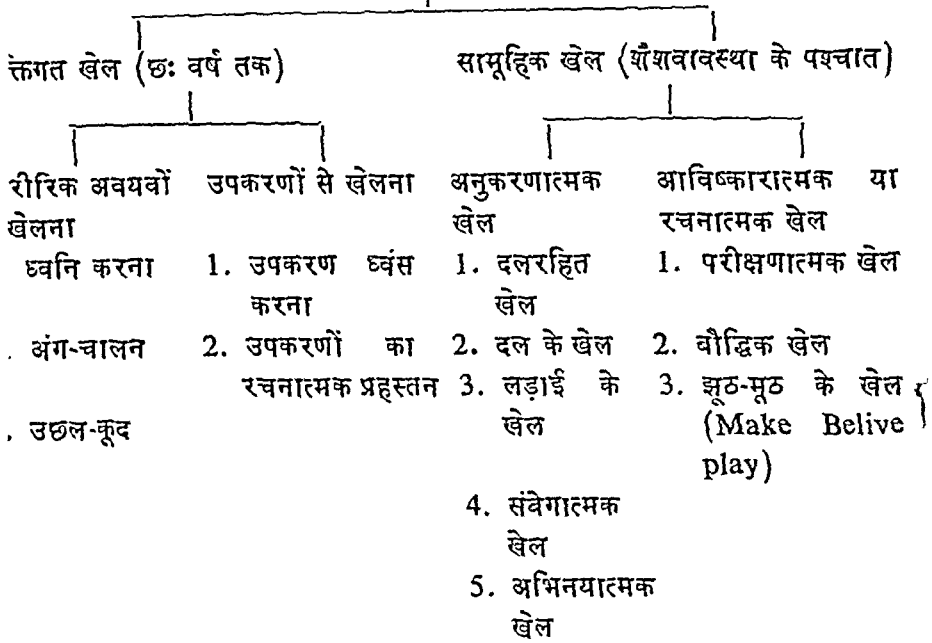 क्तगत खेल (छः वर्ष तक) सामूहिक खेल (शैशवावस्था के पश्चात)
रीरिक अवयवों उपकरणों से खेलना अनुकरणात्मक आविष्कारात्मक या
खेलना खेल रचनात्मक खेल
ध्वनि करना 1. उपकरण ध्वंस 1. दलरहित 1. परीक्षणात्मक खेल
करना खेल
. अंग-चालन 2. उपकरणों का 2. दल के खेल 2. बौद्धिक खेल
रचनात्मक प्रहस्तन 3. लड़ाई के 3. झूठ-मूठ के खेल
. उछल-कूद खेल (Make Belive
play)
4. संवेगात्मक
खेल
5. अभिनयात्मक
खेल